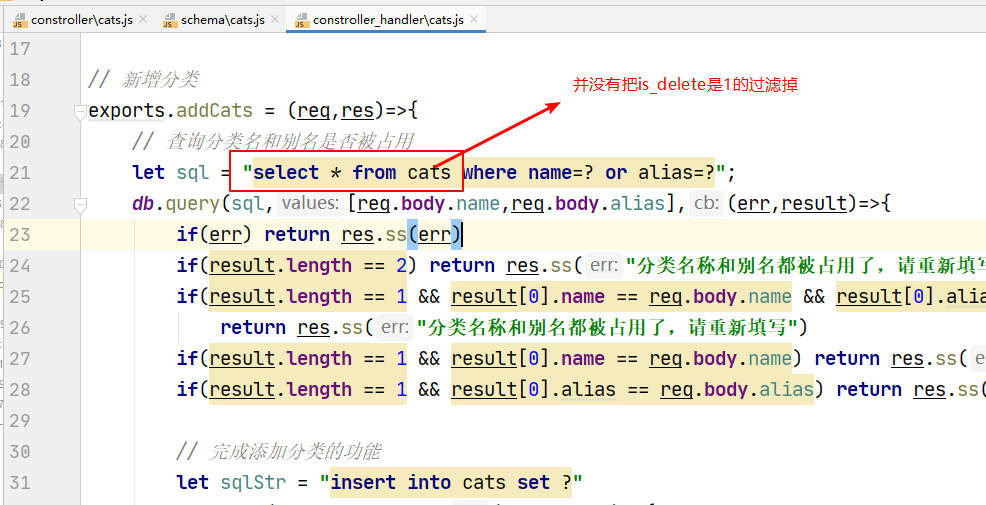 constroller\cats.js
schema\cats.js
constroller_handler\cats.js
17
18 // 新增分类
并没有把is_delete是1的过滤掉
19 exports.addCats = (req,res)=>{
20 // 查询分类名和别名是否被占用
21 let sql = "select * from cats where name=? or alias=?";
22 db.query(sql, values: [req.body.name,req.body.alias], cb: (err,result)=>{
23 if(err) return res.ss(err)
24 if(result.length == 2) return res.ss( err: "分类名称和别名都被占用了，请重新填写
25 if(result.length == 1 && result[0].name == req.body.name && result[0].alia
26 return res.ss( err: "分类名称和别名都被占用了，请重新填写")
27 if(result.length == 1 && result[0].name == req.body.name) return res.ss(
28 if(result.length == 1 && result[0].alias == req.body.alias) return res.ss(
29
30 // 完成添加分类的功能
31 let sqlStr = "insert into cats set ?"